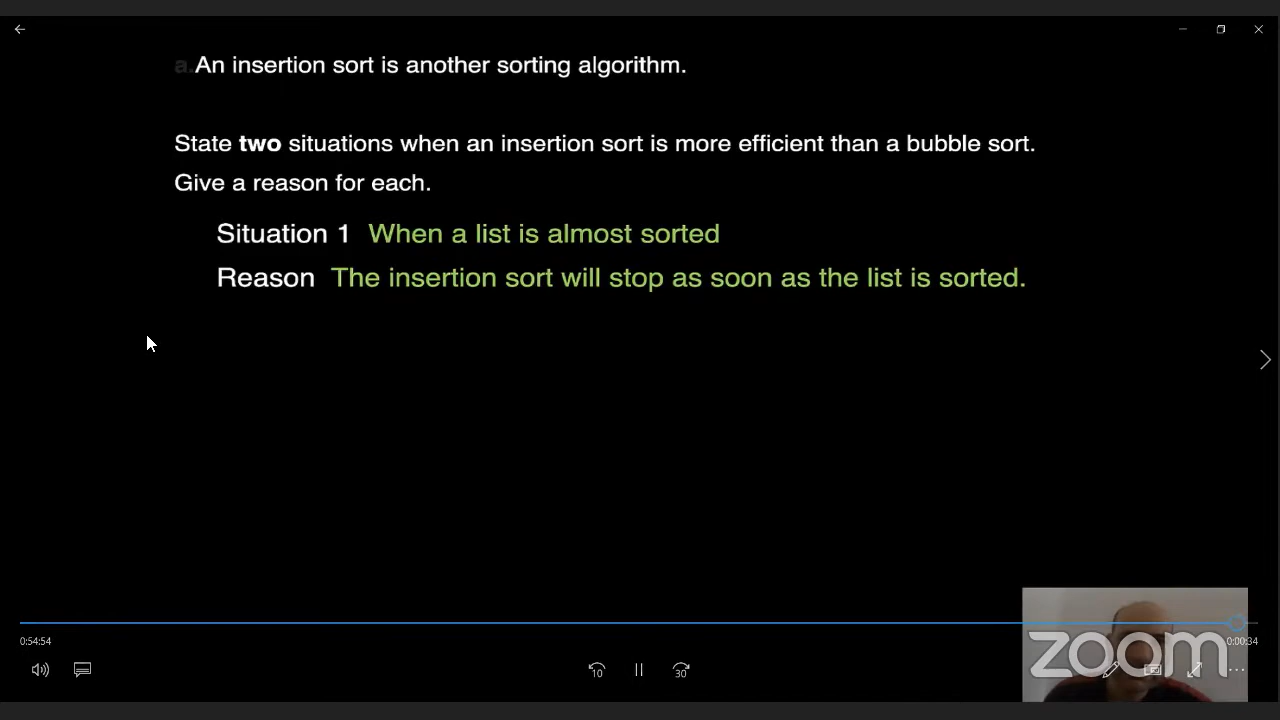 a.An insertion sort is another sorting algorithm.
State two situations when an insertion sort is more efficient than a bubble sort.
Give a reason for each.
Situation 1 When a list is almost sorted
Reason The insertion sort will stop as soon as the list is sorted.
0:54:54
0:00:34
10
30
zoom